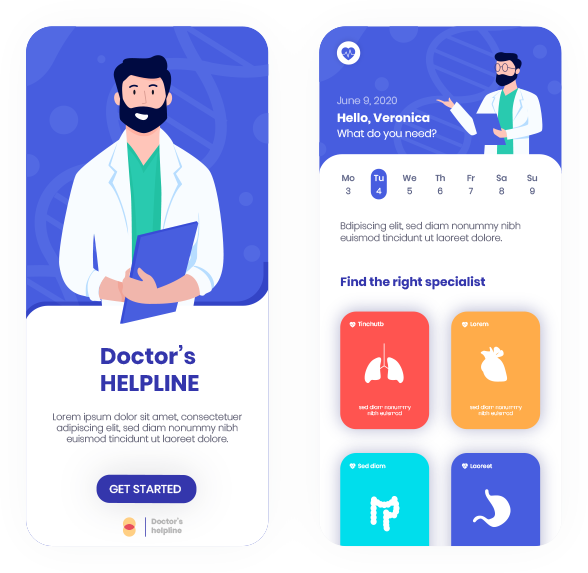 Doctor's
HELPLINE
Lorem ipsum dolor sit amet, consectetuer
adipiscing elit, sed diam nonummy nibh
euismod tincidunt ut laoreet dolore.
GET STARTED
Doctor's
helpline
June 9, 2020
Hello, Veronica
What do you need?
Mo Tu We Th Fr Sa Su
3 4 5 6 7 8 9
Bdipiscing elit, sed diam nonummy nibh
euismod tincidunt ut laoreet dolore.
Find the right specialist
Tinchutb
sed diam nonummy
nibh euismod
Lorem
sed diam nonummy
nibh euismod
Sed diam
Laoreet